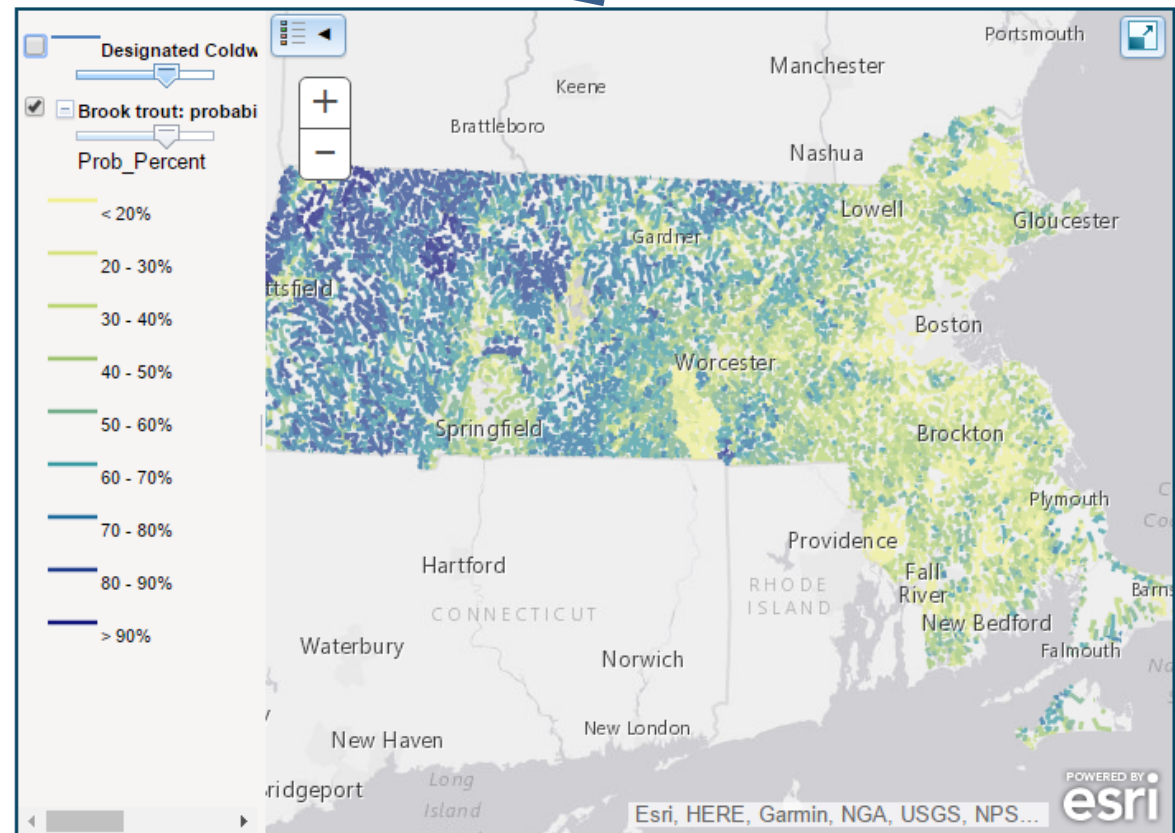 Designated Coldw
Brook trout: probabi
Prob_Percent
< 20%
20 - 30%
30 - 40%
40 - 50%
50 - 60%
60 - 70%
70 - 80%
80 - 90%
> 90%
+
−
Portsmouth
Manchester
Keene
Brattleboro
Nashua
Lowell
Gloucester
Gardner
ttsfield
Boston
Worcester
Springfield
Brockton
Plymouth
C
Co
Providence
Hartford
RHODE
ISLAND
Fall
River
Barns
CONNECTICUT
New Bedford
Waterbury
Norwich
Falmouth
Na
New London
New Haven
Long
Island
ridgeport
POWERED BY
esri
Esri, HERE, Garmin, NGA, USGS, NPS...